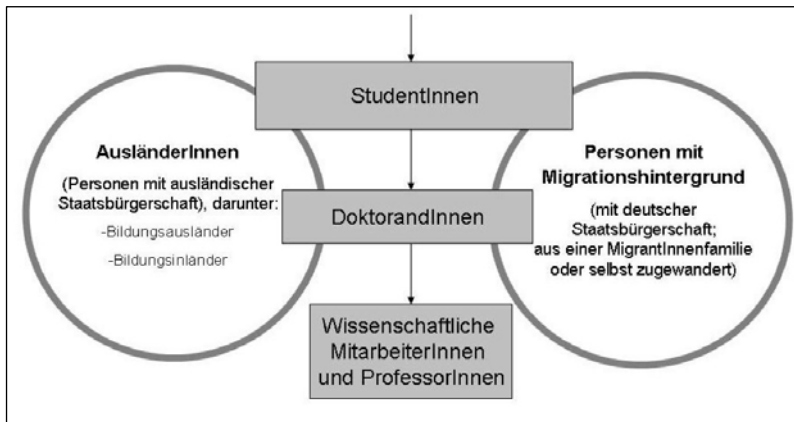 StudentInnen
AusländerInnen
(Personen mit ausländischer
Staatsbürgerschaft), darunter:
-Bildungsausländer
-Bildungsinländer
Personen mit
Migrationshintergrund
(mit deutscher
Staatsbürgerschaft;
aus einer MigrantInnenfamilie
oder selbst zugewandert)
DoktorandInnen
Wissenschaftliche
MitarbeiterInnen
und ProfessorInnen